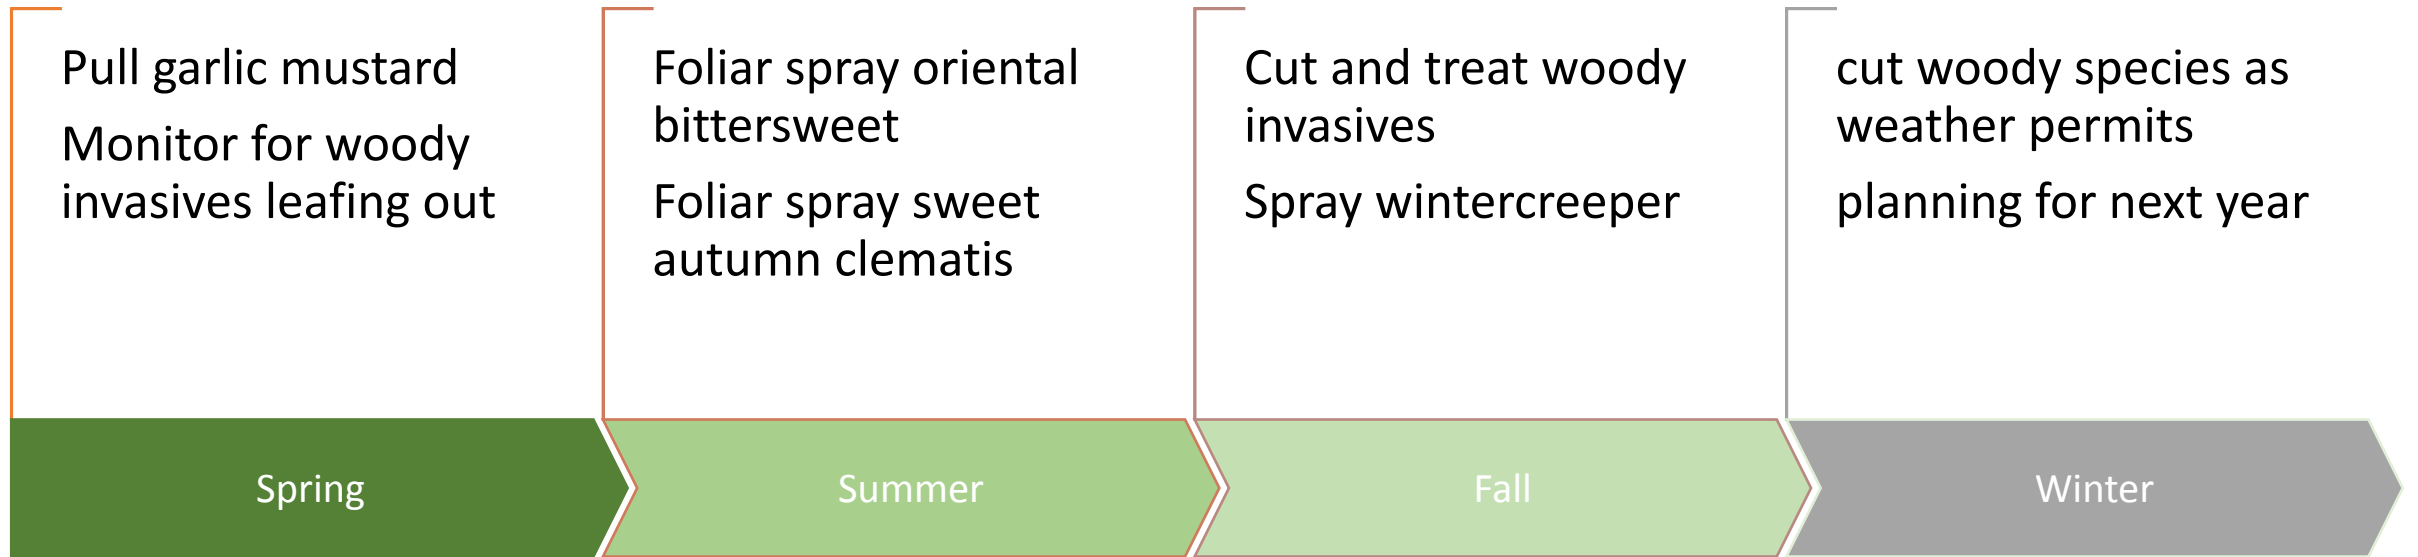 Pull garlic mustard
Monitor for woody
invasives leafing out
Foliar spray oriental
bittersweet
Foliar spray sweet
autumn clematis
Cut and treat woody
invasives
Spray wintercreeper
cut woody species as
weather permits
planning for next year
Spring
Summer
Fall
Winter